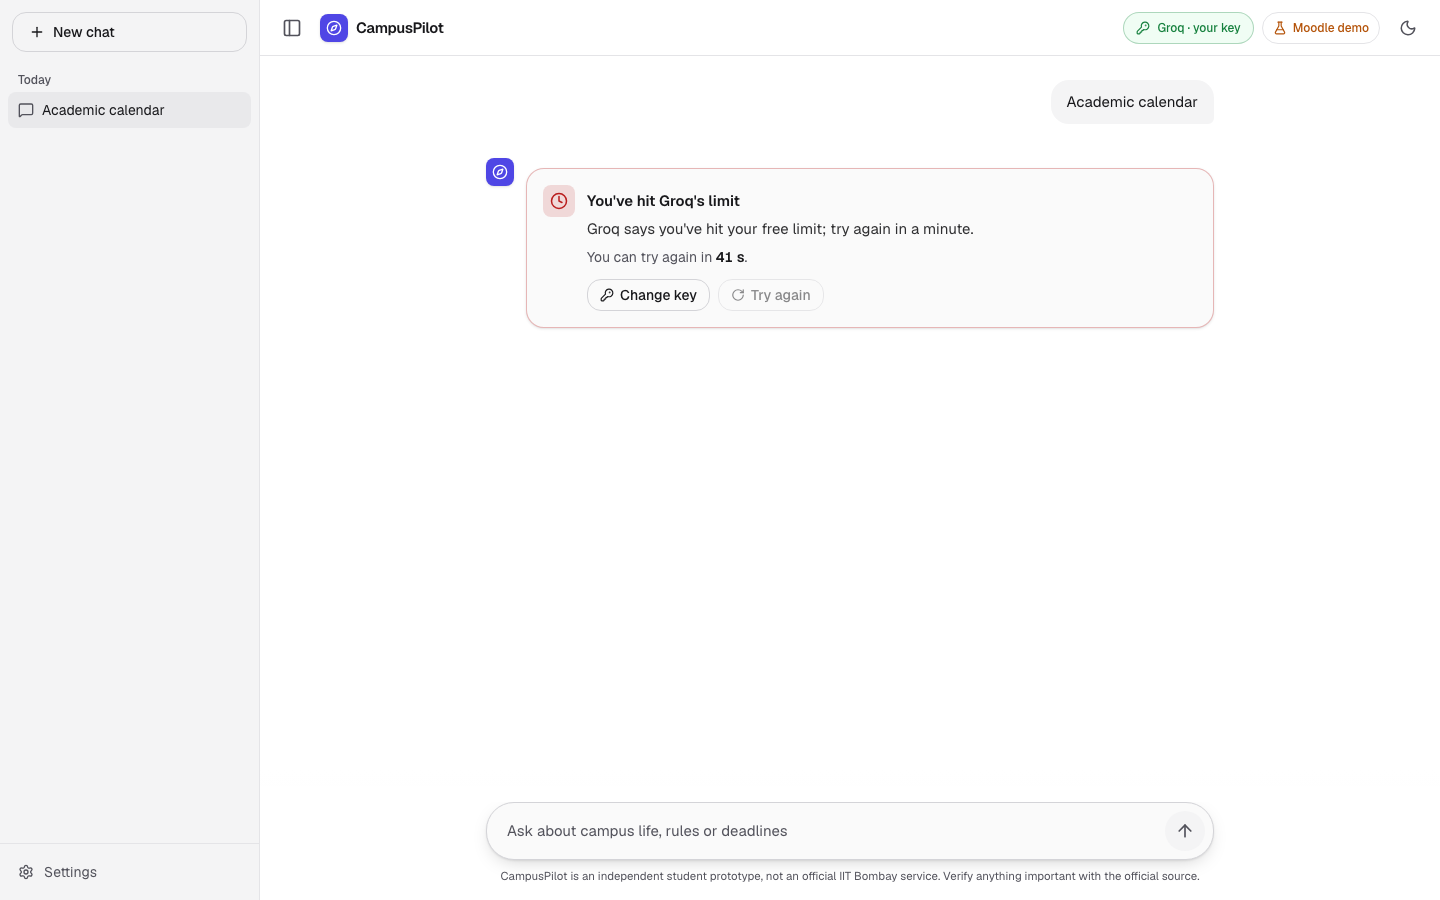 New chat
Today
Academic calendar
Settings
CampusPilot
Groq · your key
Moodle demo
Academic calendar
You've hit Groq's limit
Groq says you've hit your free limit; try again in a minute.
You can try again in 41 s.
Change key
Try again
Ask about campus life, rules or deadlines
CampusPilot is an independent student prototype, not an official IIT Bombay service. Verify anything important with the official source.